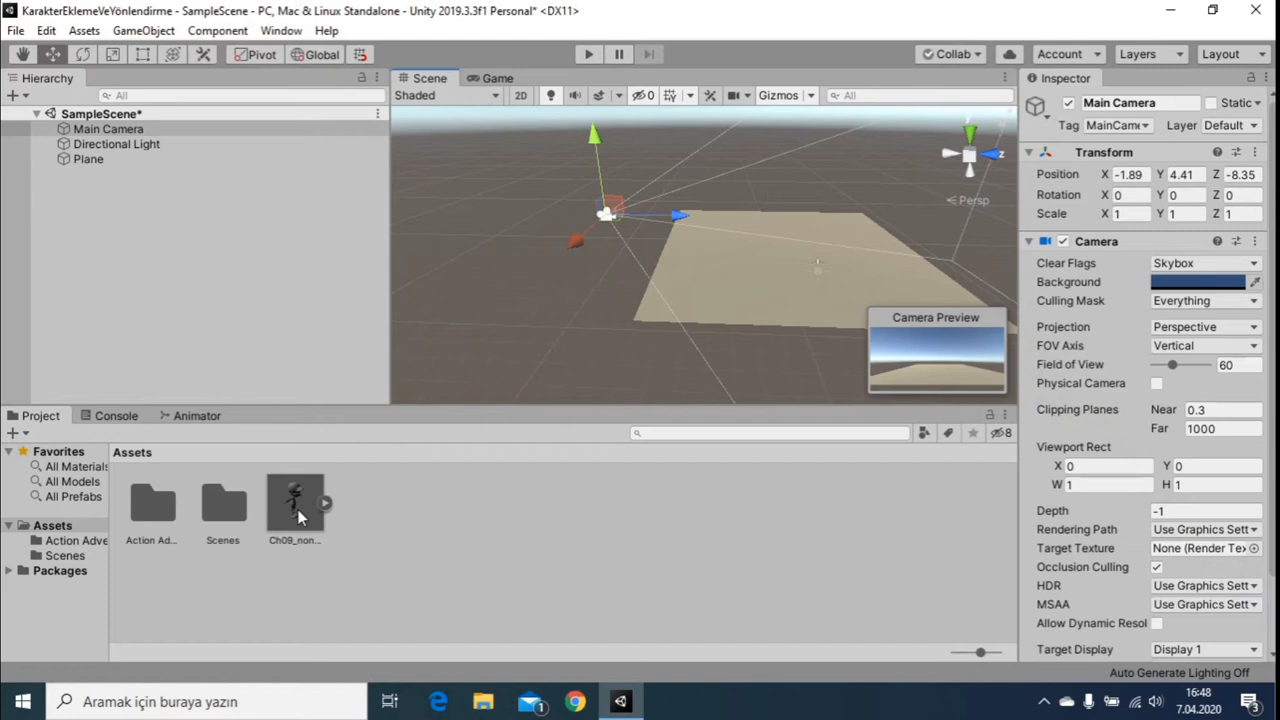 KarakterEklemeVeYönlendirme - SampleScene - PC, Mac & Linux Standalone - Unity 2019.3.3f1 Personal* <DX11>
File Edit Assets GameObject Component Window Help
Pivot Global Collab Account Layers Layout
Hierarchy
All
SampleScene*
Main Camera
Directional Light
Plane
Scene Game
Shaded 2D 0 Gizmos All
y
z
Persp
Camera Preview
Inspector
Main Camera Static
Tag MainCame Layer Default
Transform
Position X -1.89 Y 4.41 Z -8.35
Rotation X 0 Y 0 Z 0
Scale X 1 Y 1 Z 1
Camera
Clear Flags Skybox
Background
Culling Mask Everything
Projection Perspective
FOV Axis Vertical
Field of View 60
Physical Camera
Clipping Planes Near 0.3
Far 1000
Viewport Rect
X 0 Y 0
W 1 H 1
Depth -1
Rendering Path Use Graphics Sett
Target Texture None (Render Tex
Occlusion Culling
HDR Use Graphics Sett
MSAA Use Graphics Sett
Allow Dynamic Resol
Target Display Display 1
Project Console Animator
8
Favorites
All Materials
All Models
All Prefabs
Assets
Action Adve
Scenes
Packages
Assets
Action Ad...
Scenes
Ch09_non...
Auto Generate Lighting Off
Aramak için buraya yazın
1
16:48
7.04.2020
3